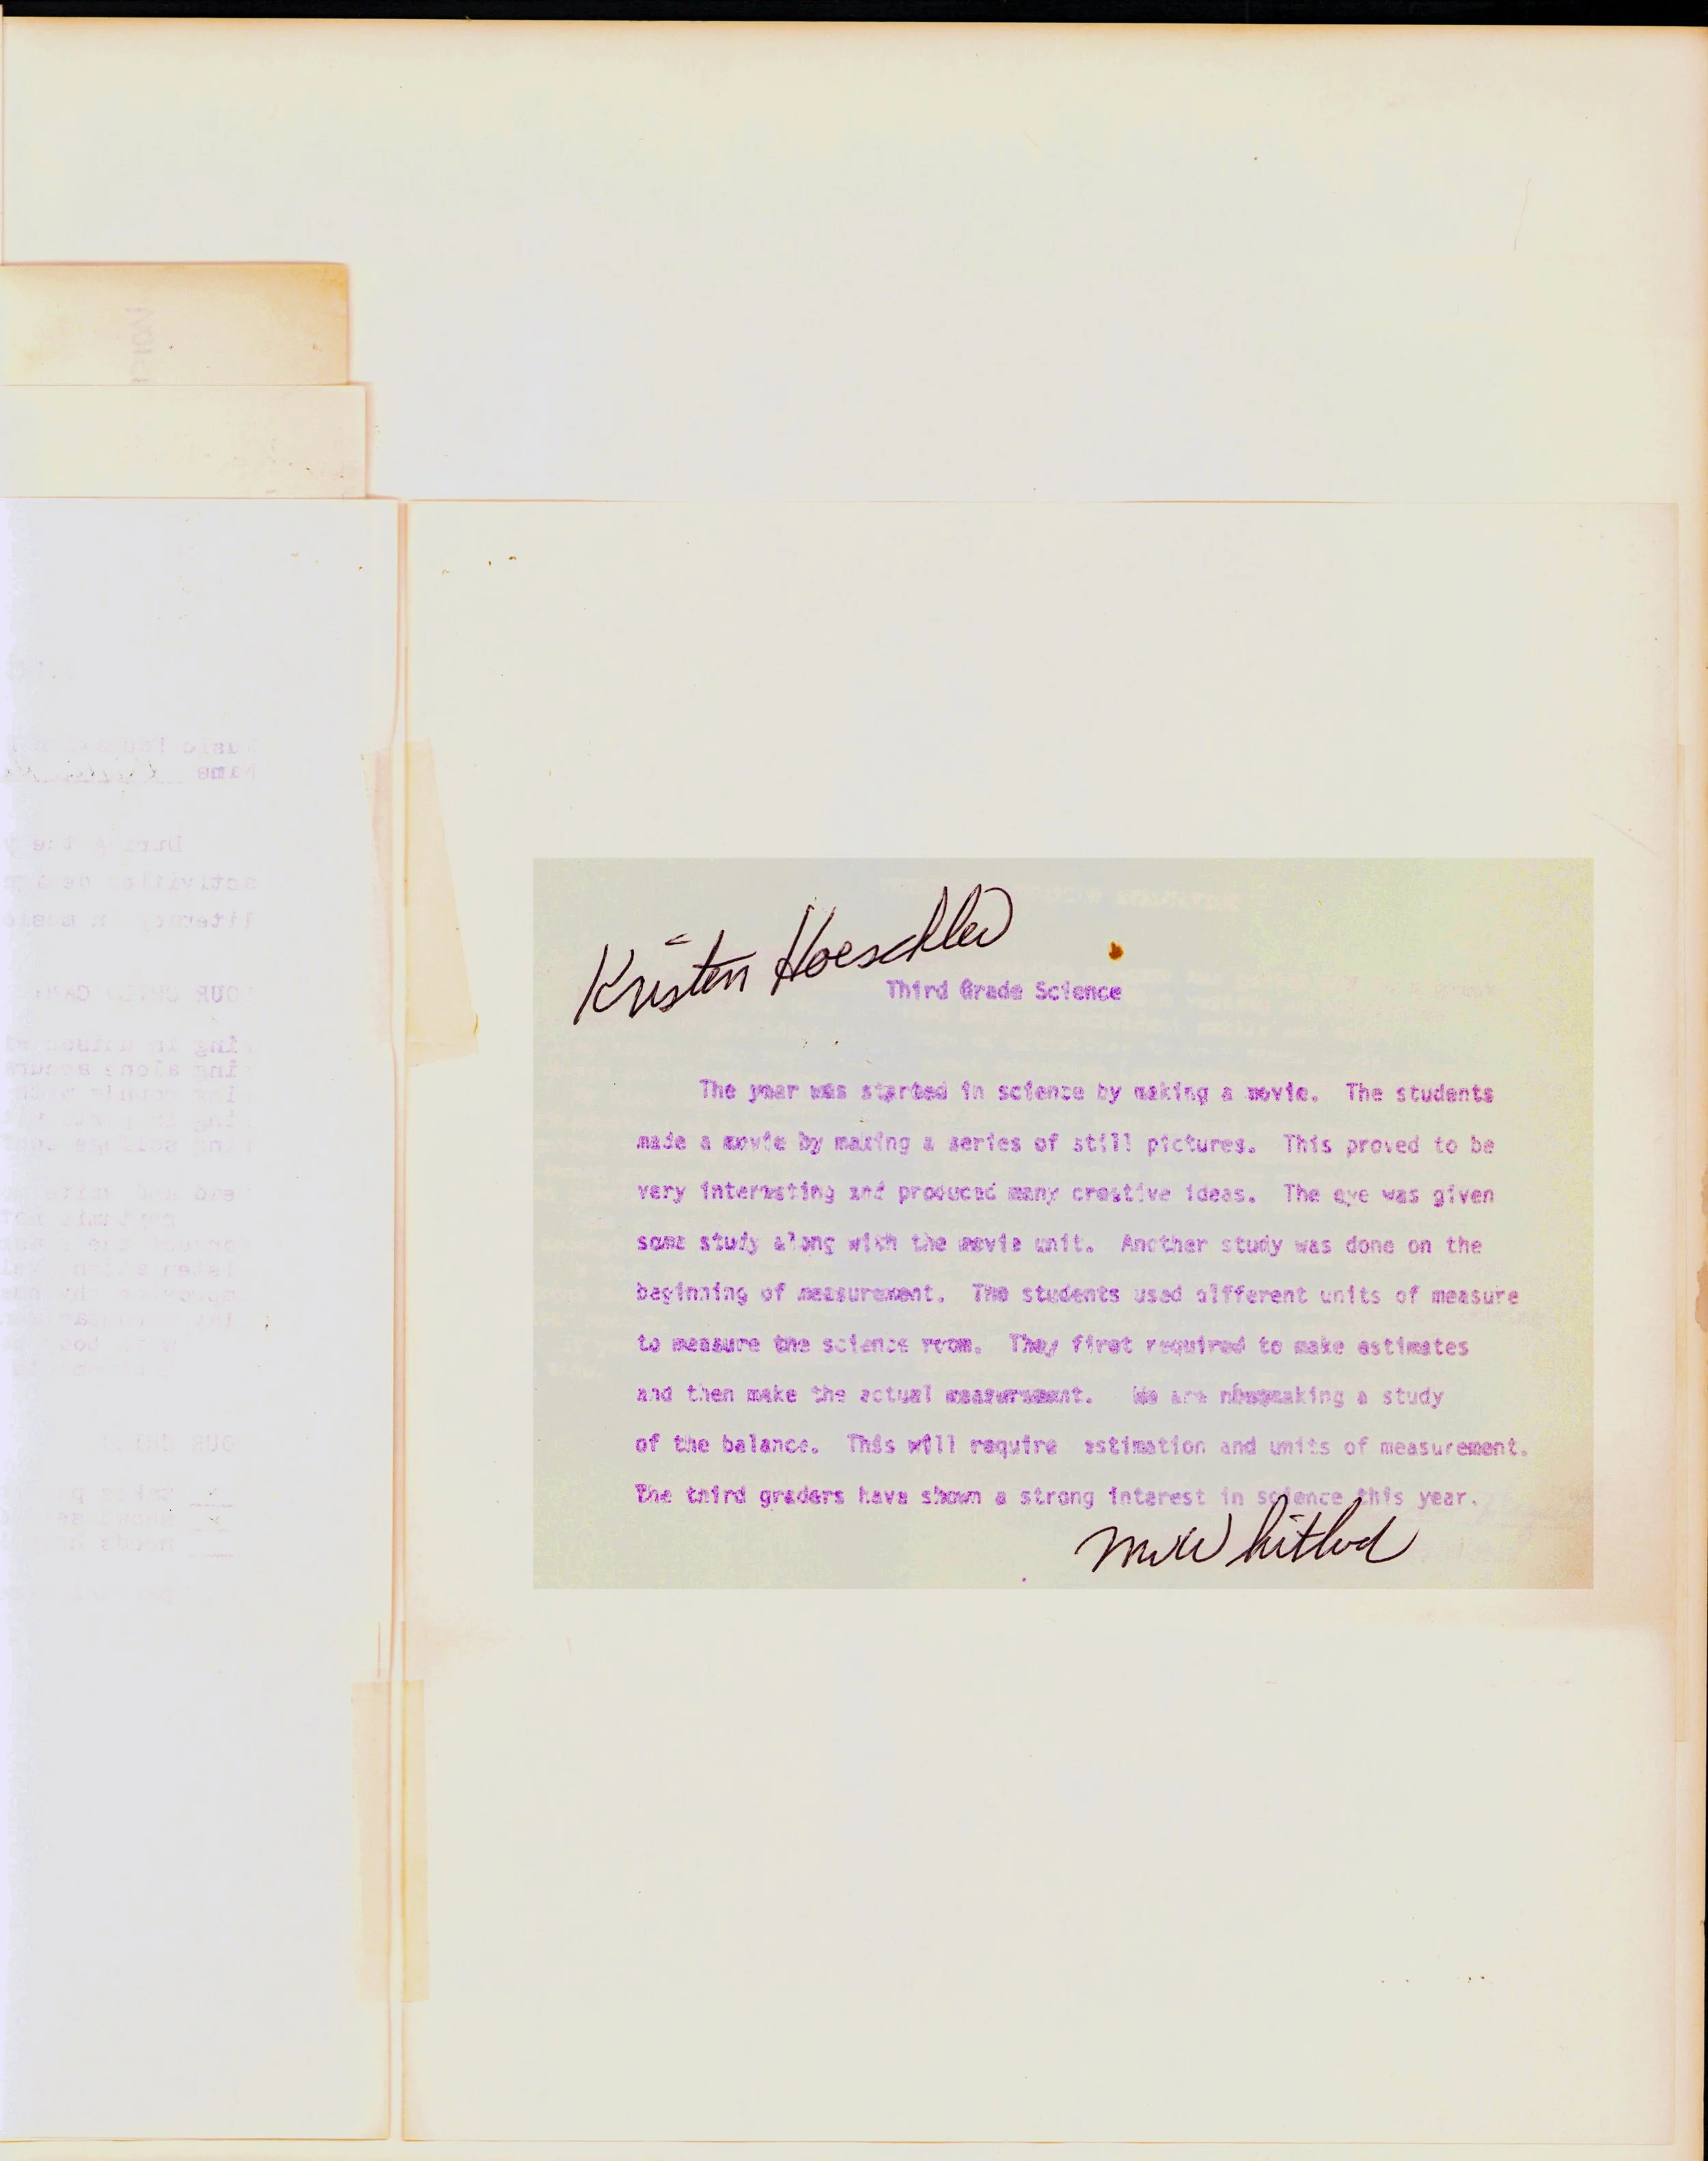 Kristen Hoeschler
Third Grade Science
The year was started in science by making a movie. The students
made a movie by making a series of still pictures. This proved to be
very interesting and produced many creative ideas. The eye was given
some study along with the movie unit. Another study was done on the
beginning of measurement. The students used different units of measure
to measure the science room. They first required to make estimates
and then make the actual measurement. We are now making a study
of the balance. This will require estimation and units of measurement.
The third graders have shown a strong interest in science this year.